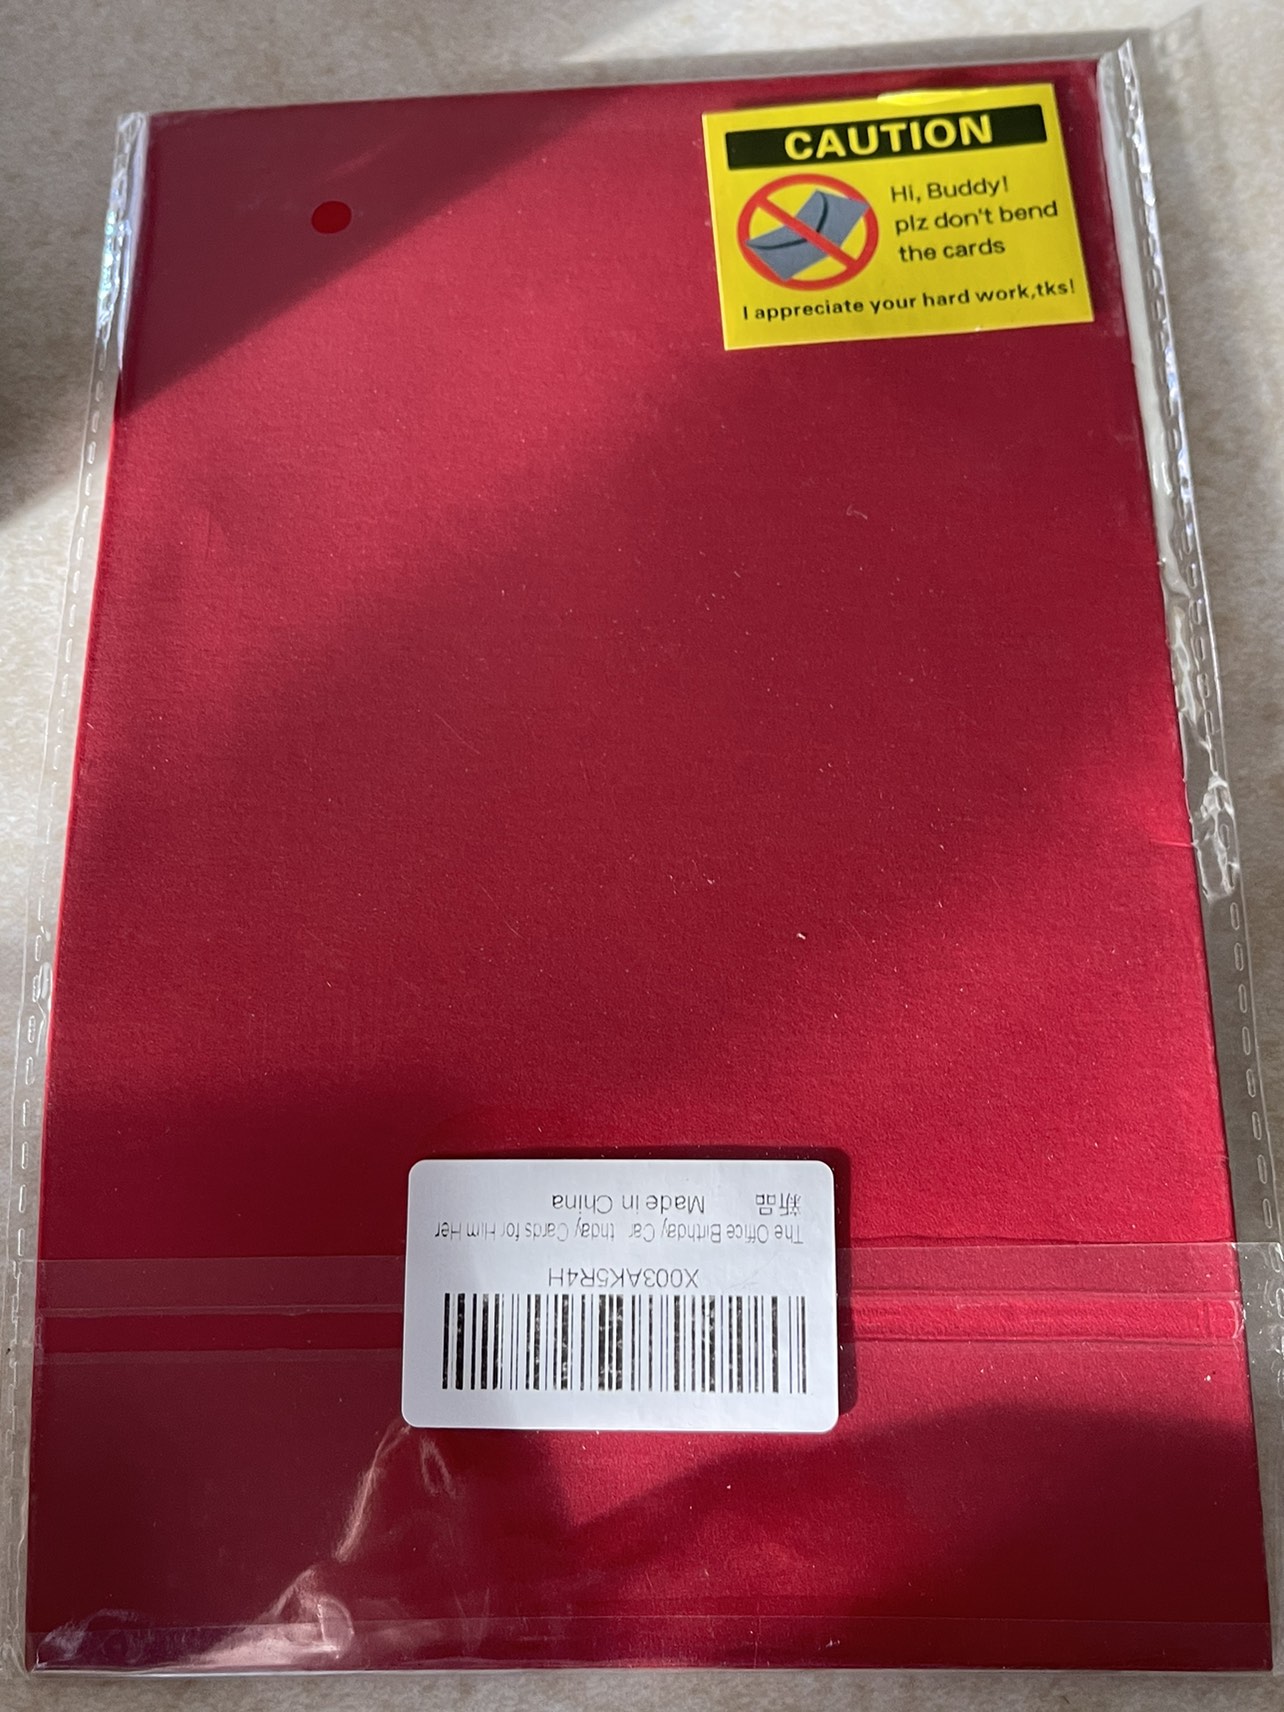 CAUTION
Hi, Buddy!
plz don't bend
the cards
I appreciate your hard work,tks!
X003AK5R4H
The Office Birthday Car thday Cards for Him Her
新品 Made in China